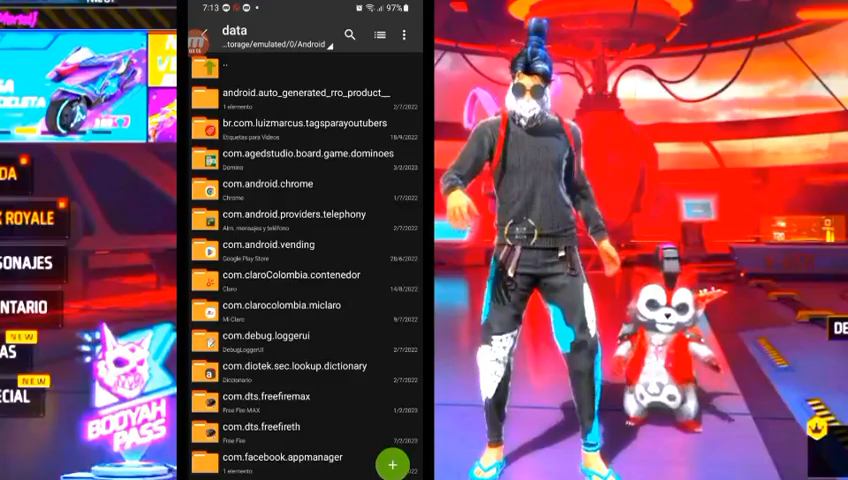 7:13
97%
data
...torage/emulated/0/Android
..
android.auto_generated_rro_product__
1 elemento 2/7/2022
br.com.luizmarcus.tagsparayoutubers
Etiquetas para Vídeos 18/9/2022
com.agedstudio.board.game.dominoes
Domino 3/2/2023
com.android.chrome
Chrome 1/7/2022
com.android.providers.telephony
Alm. mensajes y teléfono 2/7/2022
com.android.vending
Google Play Store 28/6/2022
com.claroColombia.contenedor
Claro 14/8/2022
com.clarocolombia.miclaro
Mi Claro 9/7/2022
com.debug.loggerui
DebugLoggerUI 2/7/2022
com.diotek.sec.lookup.dictionary
Diccionario 2/7/2022
com.dts.freefiremax
Free Fire MAX 1/2/2023
com.dts.freefireth
Free Fire 7/2/2023
com.facebook.appmanager
1 elemento
DA
K ROYALE
SONAJES
NTARIO
NEW
AS
NEW
ECIAL
BOOYAH
PASS
DE